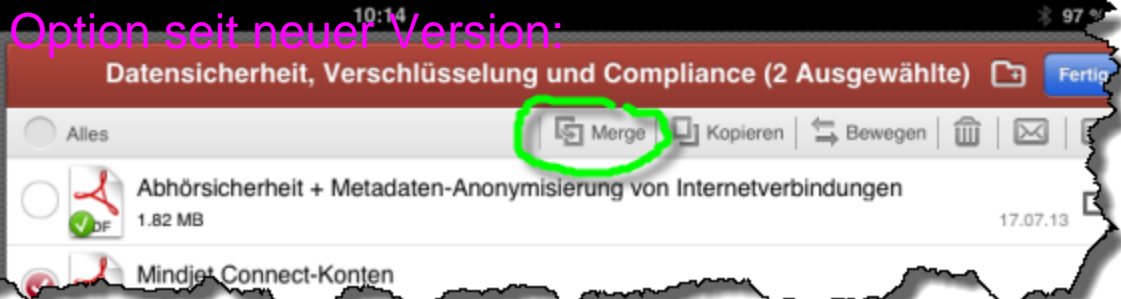 10:14
97 %
Option seit neuer Version:
Datensicherheit, Verschlüsselung und Compliance (2 Ausgewählte)
Fertig
Alles
Merge
Kopieren
Bewegen
Abhörsicherheit + Metadaten-Anonymisierung von Internetverbindungen
1.82 MB
17.07.13
Mindjet Connect-Konten